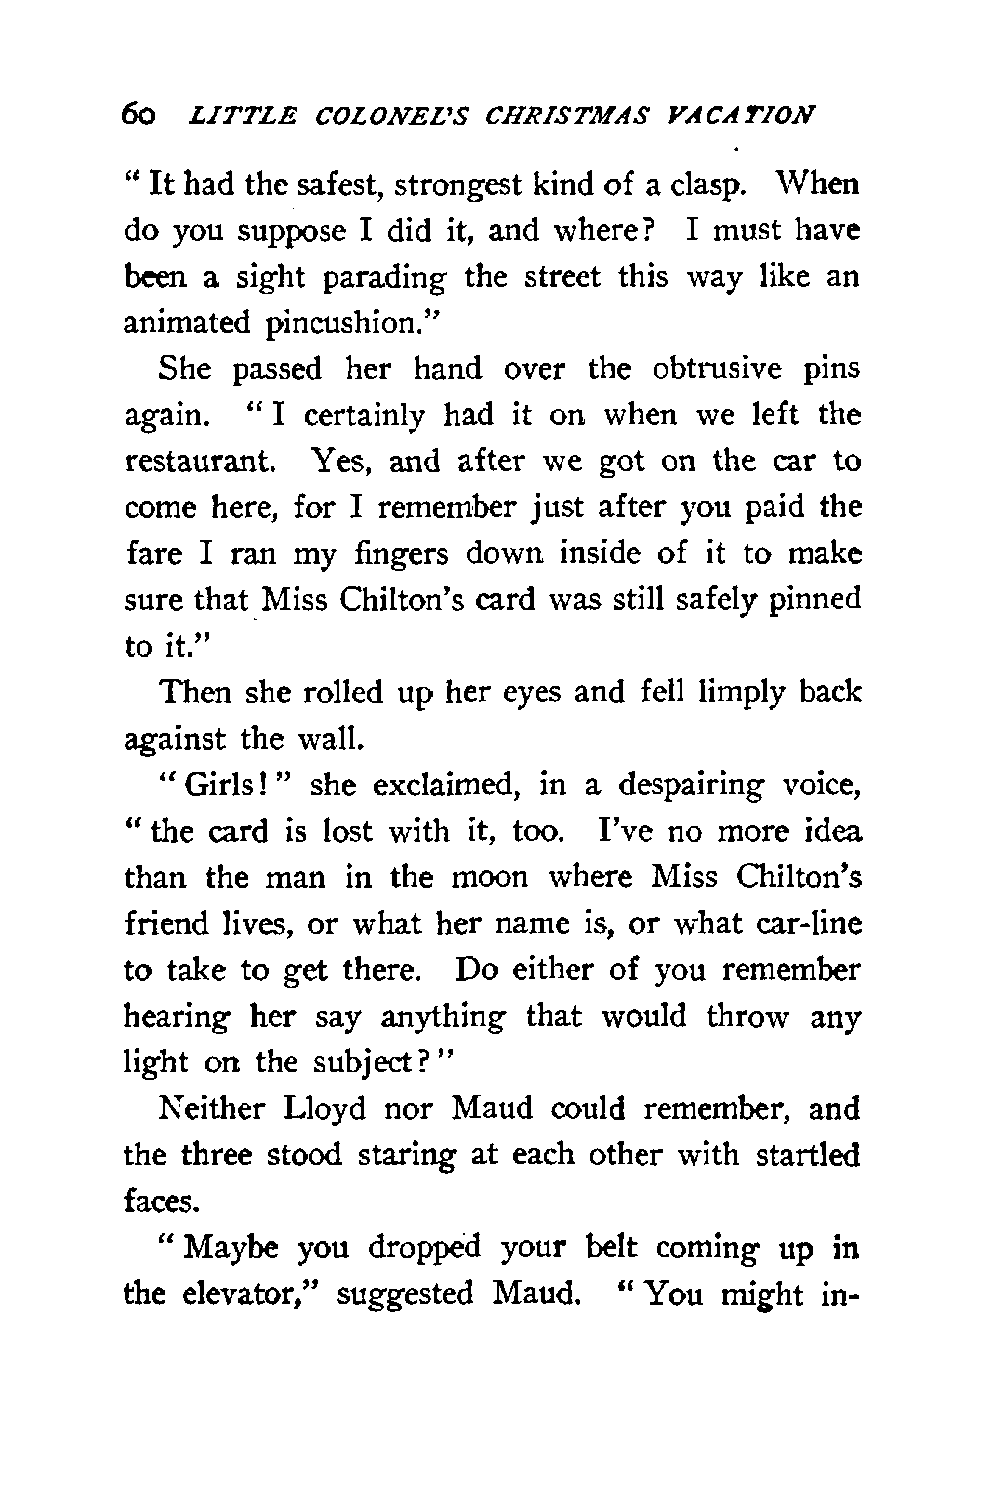 60 LITTLE COLONEL'S CHRISTMAS VACATION
" It had the safest, strongest kind of a clasp. When
do you suppose I did it, and where? I must have
been a sight parading the street this way like an
animated pincushion."
She passed her hand over the obtrusive pins
again. " I certainly had it on when we left the
restaurant. Yes, and after we got on the car to
come here, for I remember just after you paid the
fare I ran my fingers down inside of it to make
sure that Miss Chilton's card was still safely pinned
to it."
Then she rolled up her eyes and fell limply back
against the wall.
" Girls! " she exclaimed, in a despairing voice,
" the card is lost with it, too. I've no more idea
than the man in the moon where Miss Chilton's
friend lives, or what her name is, or what car-line
to take to get there. Do either of you remember
hearing her say anything that would throw any
light on the subject? "
Neither Lloyd nor Maud could remember, and
the three stood staring at each other with startled
faces.
" Maybe you dropped your belt coming up in
the elevator," suggested Maud. " You might in-